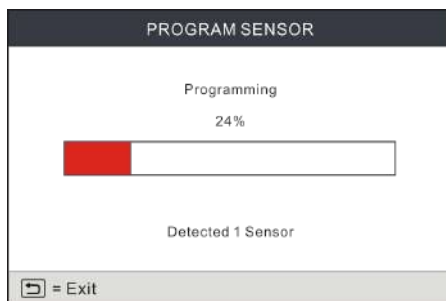 PROGRAM SENSOR
Programming
24%
Detected 1 Sensor
= Exit